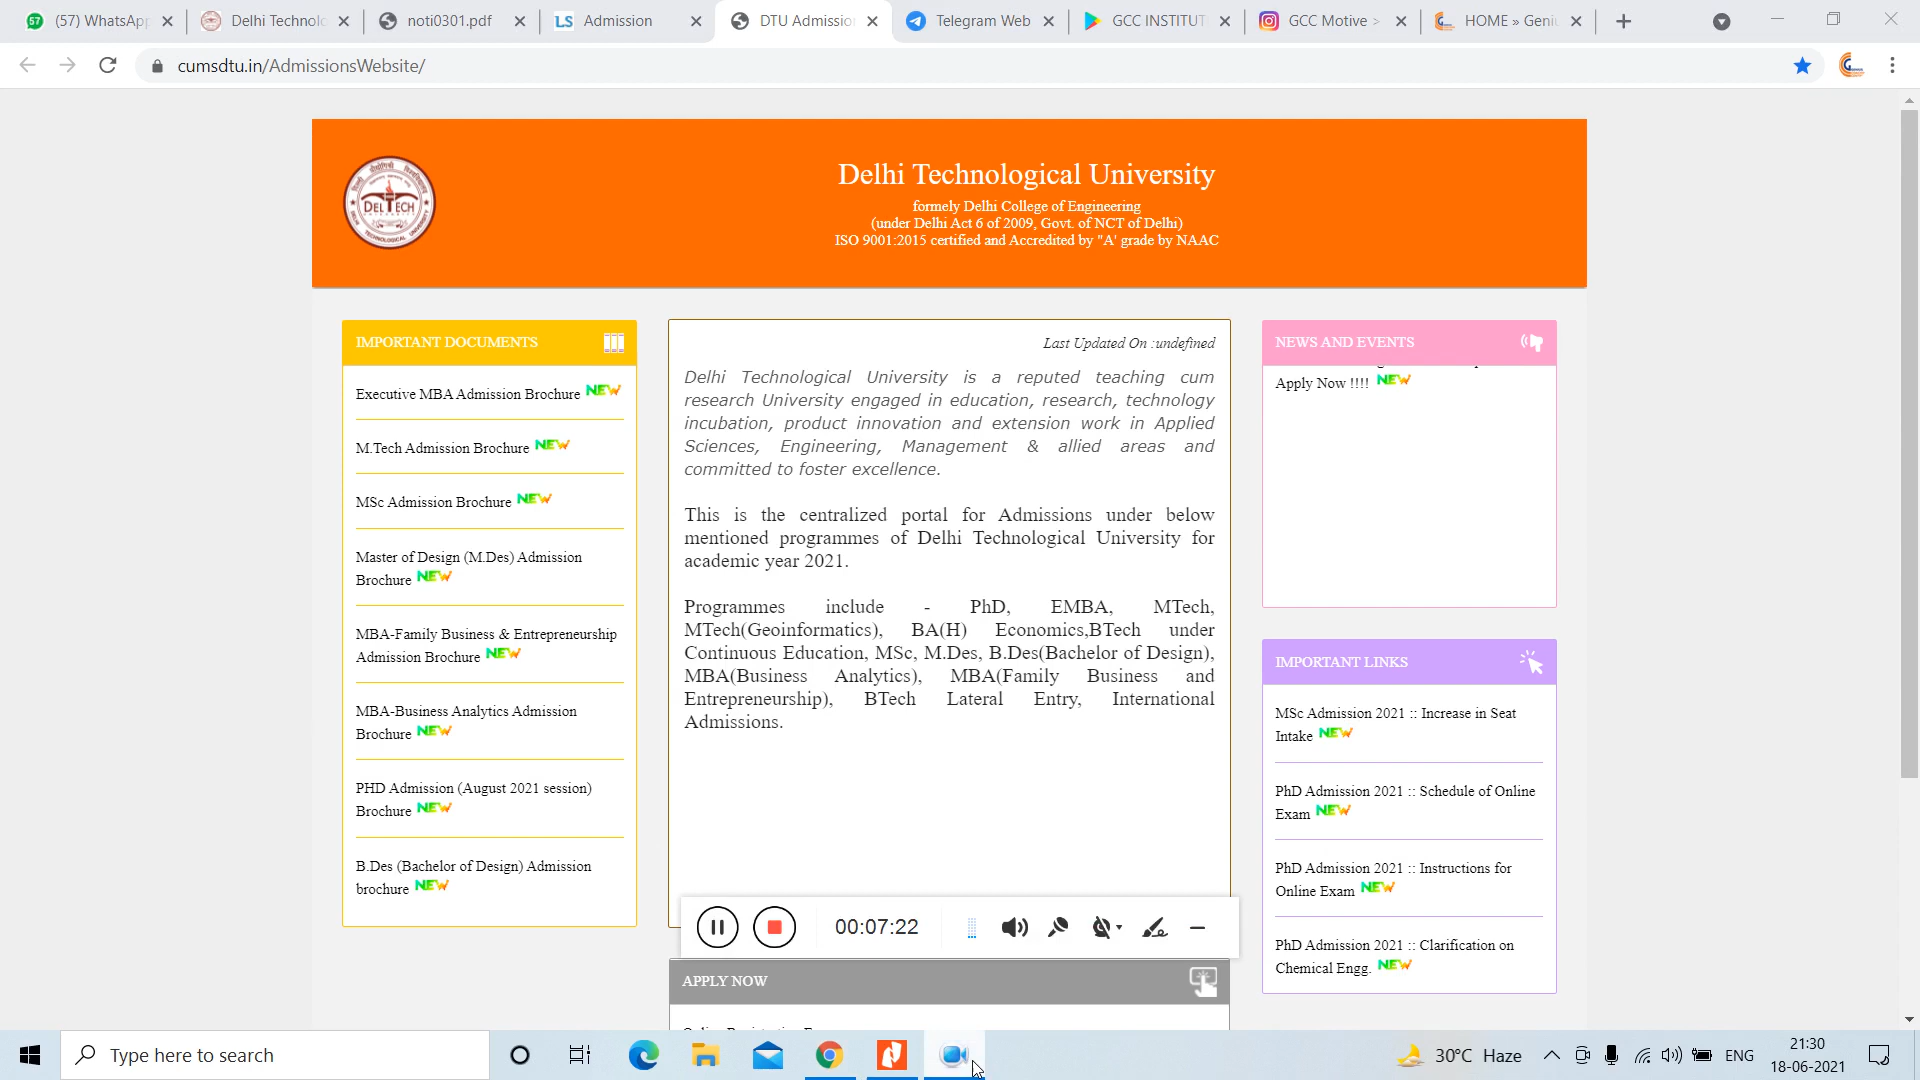 (57) WhatsApp
Delhi Technolo
noti0301.pdf
LS Admission
DTU Admissio
Telegram Web
GCC INSTITUT
GCC Motive >
HOME » Geni
cumsdtu.in/AdmissionsWebsite/
DELTECH
Delhi Technological University
formely Delhi College of Engineering
(under Delhi Act 6 of 2009, Govt. of NCT of Delhi)
ISO 9001:2015 certified and Accredited by "A' grade by NAAC
IMPORTANT DOCUMENTS
Executive MBA Admission Brochure NEW
M.Tech Admission Brochure NEW
MSc Admission Brochure NEW
Master of Design (M.Des) Admission
Brochure NEW
MBA-Family Business & Entrepreneurship
Admission Brochure NEW
MBA-Business Analytics Admission
Brochure NEW
PHD Admission (August 2021 session)
Brochure NEW
B.Des (Bachelor of Design) Admission
brochure NEW
Last Updated On :undefined
Delhi Technological University is a reputed teaching cum
research University engaged in education, research, technology
incubation, product innovation and extension work in Applied
Sciences, Engineering, Management & allied areas and
committed to foster excellence.
This is the centralized portal for Admissions under below
mentioned programmes of Delhi Technological University for
academic year 2021.
Programmes include - PhD, EMBA, MTech,
MTech(Geoinformatics), BA(H) Economics,BTech under
Continuous Education, MSc, M.Des, B.Des(Bachelor of Design),
MBA(Business Analytics), MBA(Family Business and
Entrepreneurship), BTech Lateral Entry, International
Admissions.
00:07:22
APPLY NOW
NEWS AND EVENTS
Apply Now !!!! NEW
IMPORTANT LINKS
MSc Admission 2021 :: Increase in Seat
Intake NEW
PhD Admission 2021 :: Schedule of Online
Exam NEW
PhD Admission 2021 :: Instructions for
Online Exam NEW
PhD Admission 2021 :: Clarification on
Chemical Engg. NEW
Type here to search
30°C Haze
ENG
21:30
18-06-2021